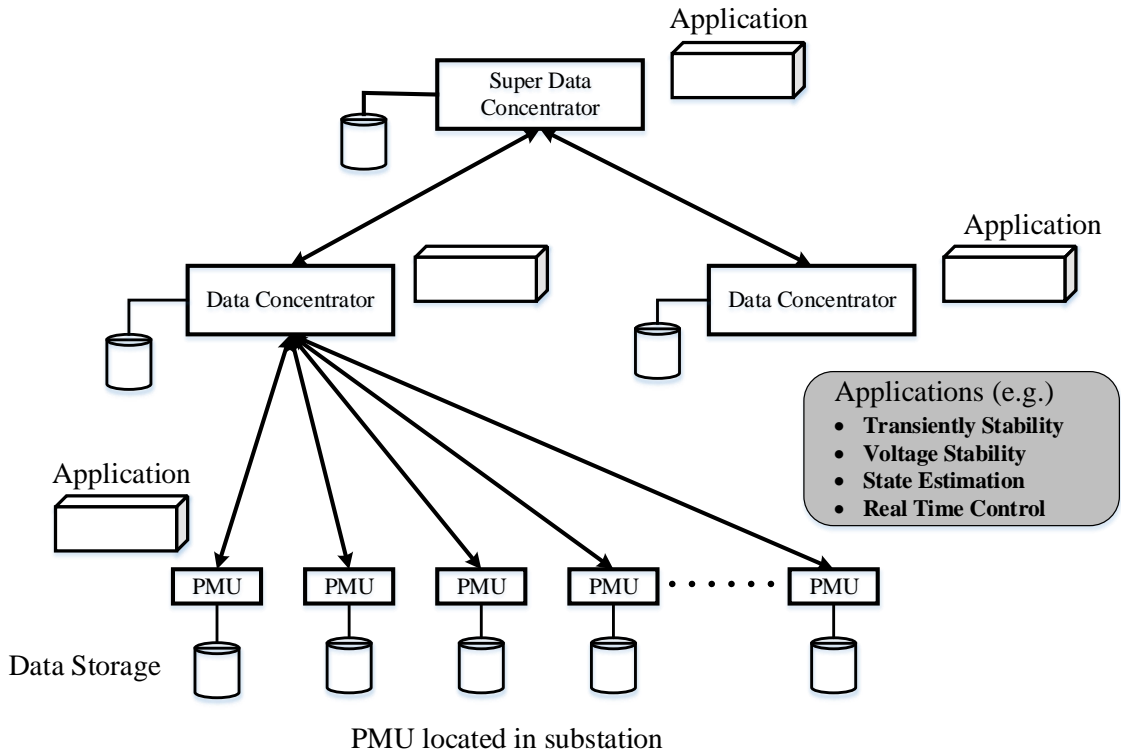 Application
Super Data
Concentrator
Application
Data Concentrator
Data Concentrator
Applications (e.g.)
• Transiently Stability
• Voltage Stability
• State Estimation
• Real Time Control
Application
PMU
PMU
PMU
PMU
PMU
Data Storage
PMU located in substation